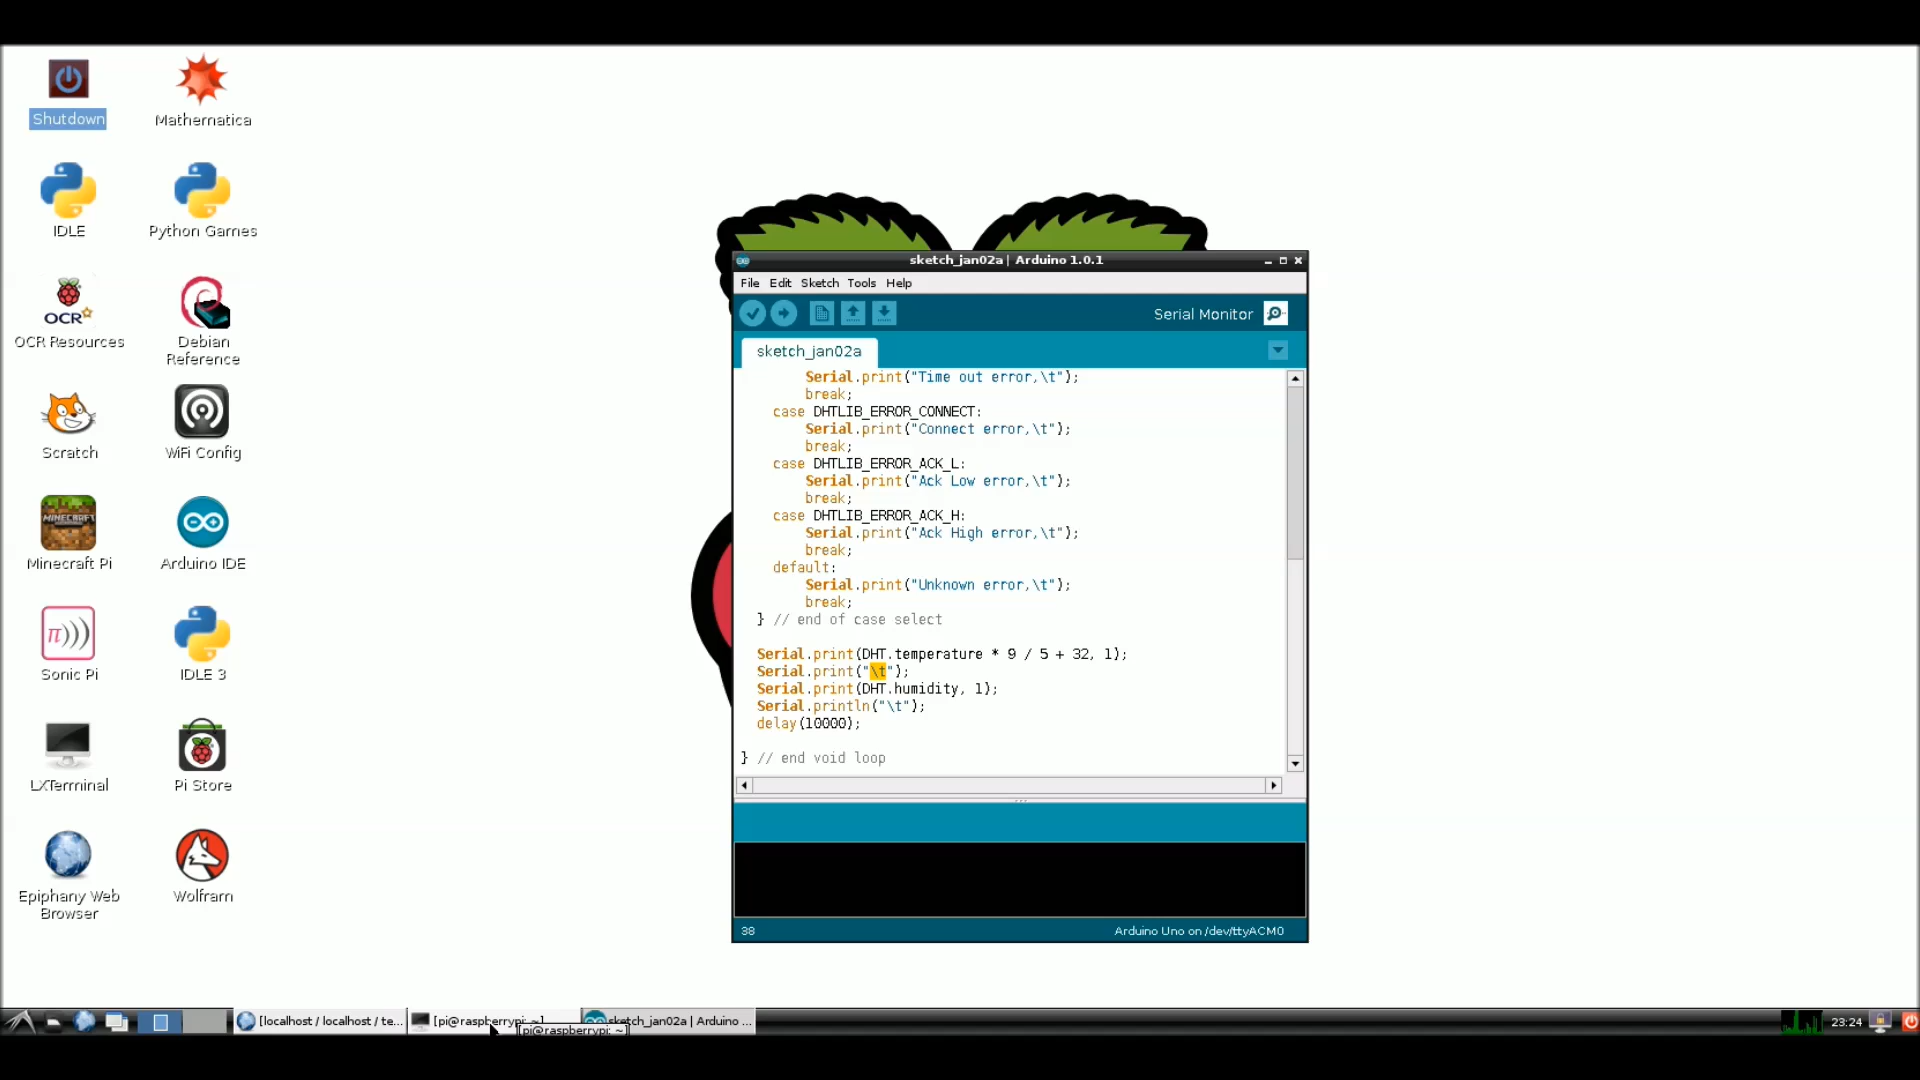 Shutdown
Mathematica
IDLE
Python Games
OCR
OCR Resources
Debian
Reference
Scratch
WiFi Config
MINECRAFT
Minecraft Pi
Arduino IDE
π)))
Sonic Pi
IDLE 3
LXTerminal
Pi Store
Epiphany Web
Browser
Wolfram
sketch_jan02a | Arduino 1.0.1
File Edit Sketch Tools Help
Serial Monitor
sketch_jan02a
Serial.print("Time out error,\t");
break;
case DHTLIB_ERROR_CONNECT:
Serial.print("Connect error,\t");
break;
case DHTLIB_ERROR_ACK_L:
Serial.print("Ack Low error,\t");
break;
case DHTLIB_ERROR_ACK_H:
Serial.print("Ack High error,\t");
break;
default:
Serial.print("Unknown error,\t");
break;
} // end of case select
Serial.print(DHT.temperature * 9 / 5 + 32, 1);
Serial.print("\t");
Serial.print(DHT.humidity, 1);
Serial.println("\t");
delay(10000);
} // end void loop
38
Arduino Uno on /dev/ttyACM0
[localhost / localhost / te...
[pi@raspberrypi: ~]
sketch_jan02a | Arduino ...
23:24
[pi@raspberrypi: ~]